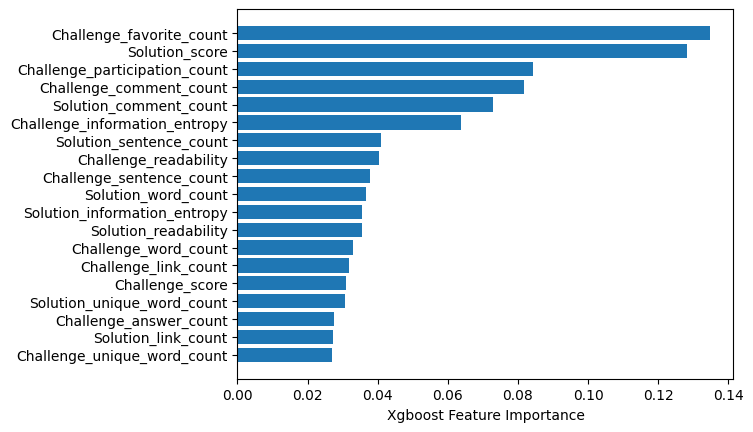 Challenge_favorite_count
Solution_score
Challenge_participation_count
Challenge_comment_count
Solution_comment_count
Challenge_information_entropy
Solution_sentence_count
Challenge_readability
Challenge_sentence_count
Solution_word_count
Solution_information_entropy
Solution_readability
Challenge_word_count
Challenge_link_count
Challenge_score
Solution_unique_word_count
Challenge_answer_count
Solution_link_count
Challenge_unique_word_count
0.00 0.02 0.04 0.06 0.08 0.10 0.12 0.14
Xgboost Feature Importance